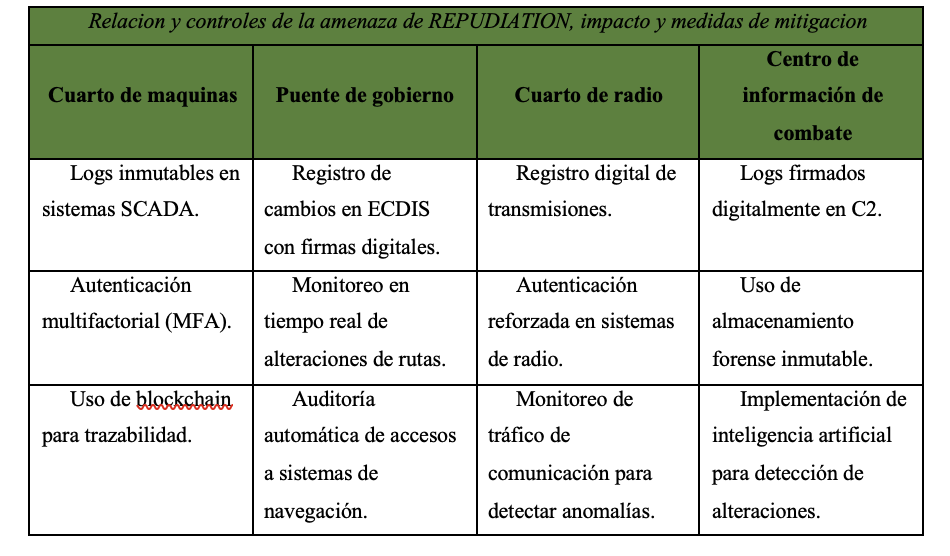 Relacion y controles de la amenaza de REPUDIATION, impacto y medidas de mitigacion
Cuarto de maquinas
Puente de gobierno
Cuarto de radio
Centro de
información de
combate
Logs inmutables en
sistemas SCADA.
Registro de
cambios en ECDIS
con firmas digitales.
Registro digital de
transmisiones.
Logs firmados
digitalmente en C2.
Autenticación
multifactorial (MFA).
Monitoreo en
tiempo real de
alteraciones de rutas.
Autenticación
reforzada en sistemas
de radio.
Uso de
almacenamiento
forense inmutable.
Uso de blockchain
para trazabilidad.
Auditoría
automática de accesos
a sistemas de
navegación.
Monitoreo de
tráfico de
comunicación para
detectar anomalías.
Implementación de
inteligencia artificial
para detección de
alteraciones.